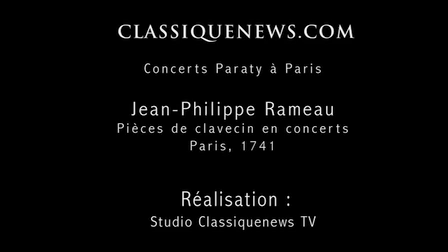 CLASSIQUENEWS.COM
Concerts Paraty à Paris
Jean-Philippe Rameau
Pièces de clavecin en concerts
Paris, 1741
Réalisation :
Studio Classiquenews TV